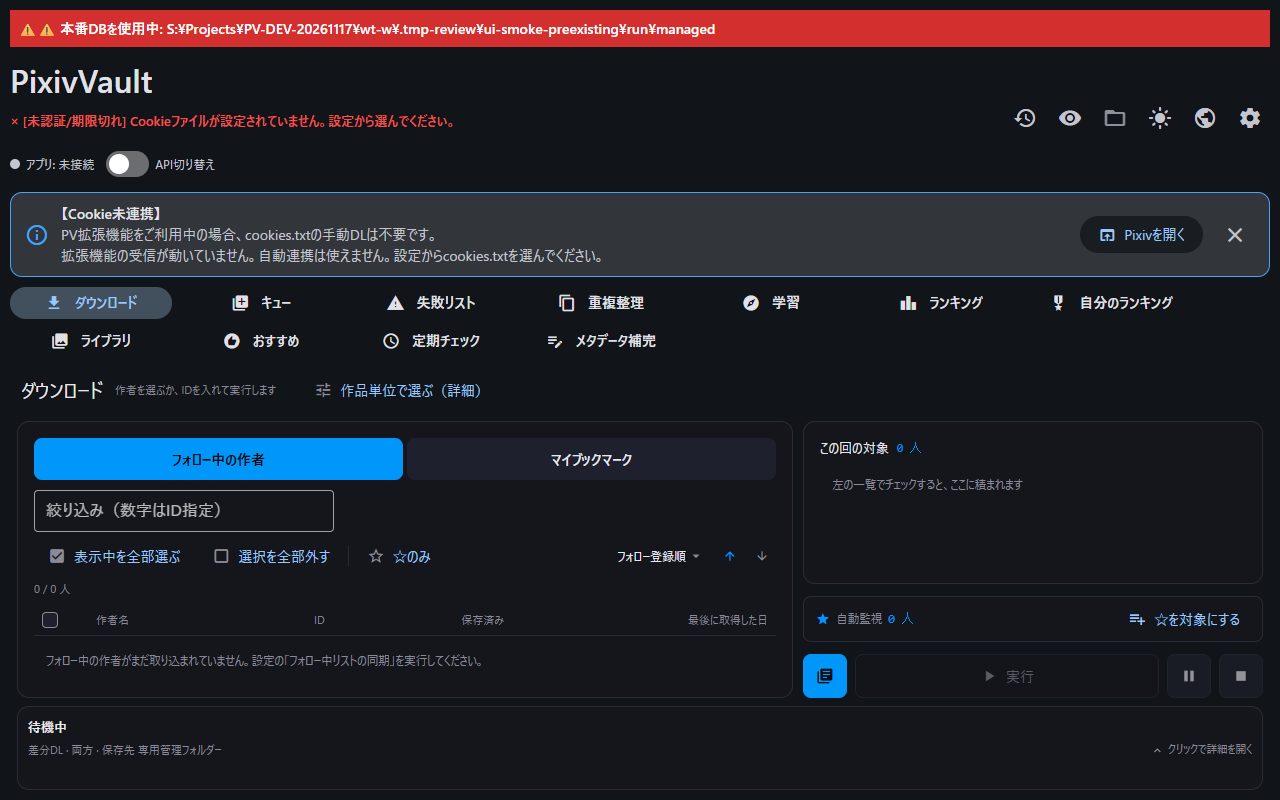 本番DBを使用中: S:¥Projects¥PV-DEV-20261117¥wt-w¥.tmp-review¥ui-smoke-preexisting¥run¥managed
PixivVault
× [未認証/期限切れ] Cookieファイルが設定されていません。設定から選んでください。
アプリ: 未接続 API切り替え
【Cookie未連携】
PV拡張機能をご利用中の場合、cookies.txtの手動DLは不要です。
拡張機能の受信が動いていません。自動連携は使えません。設定からcookies.txtを選んでください。
Pixivを開く
ダウンロード キュー 失敗リスト 重複整理 学習 ランキング 自分のランキング
ライブラリ おすすめ 定期チェック メタデータ補完
ダウンロード 作者を選ぶか、IDを入れて実行します 作品単位で選ぶ（詳細）
フォロー中の作者 マイブックマーク
絞り込み（数字はID指定）
表示中を全部選ぶ 選択を全部外す ☆のみ フォロー登録順
0 / 0 人
作者名 ID 保存済み 最後に取得した日
フォロー中の作者がまだ取り込まれていません。設定の「フォロー中リストの同期」を実行してください。
この回の対象 0 人
左の一覧でチェックすると、ここに積まれます
自動監視 0 人 ☆を対象にする
実行
待機中
差分DL · 両方 · 保存先 専用管理フォルダー
クリックで詳細を開く